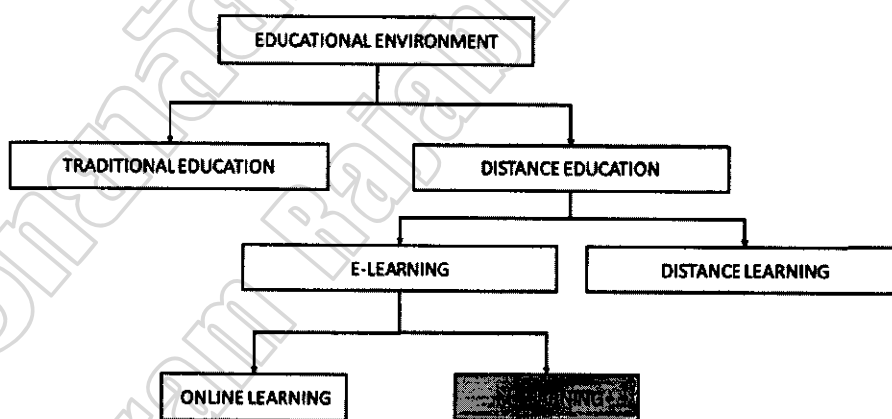 EDUCATIONAL ENVIRONMENT
TRADITIONAL EDUCATION
DISTANCE EDUCATION
E-LEARNING
DISTANCE LEARNING
ONLINE LEARNING